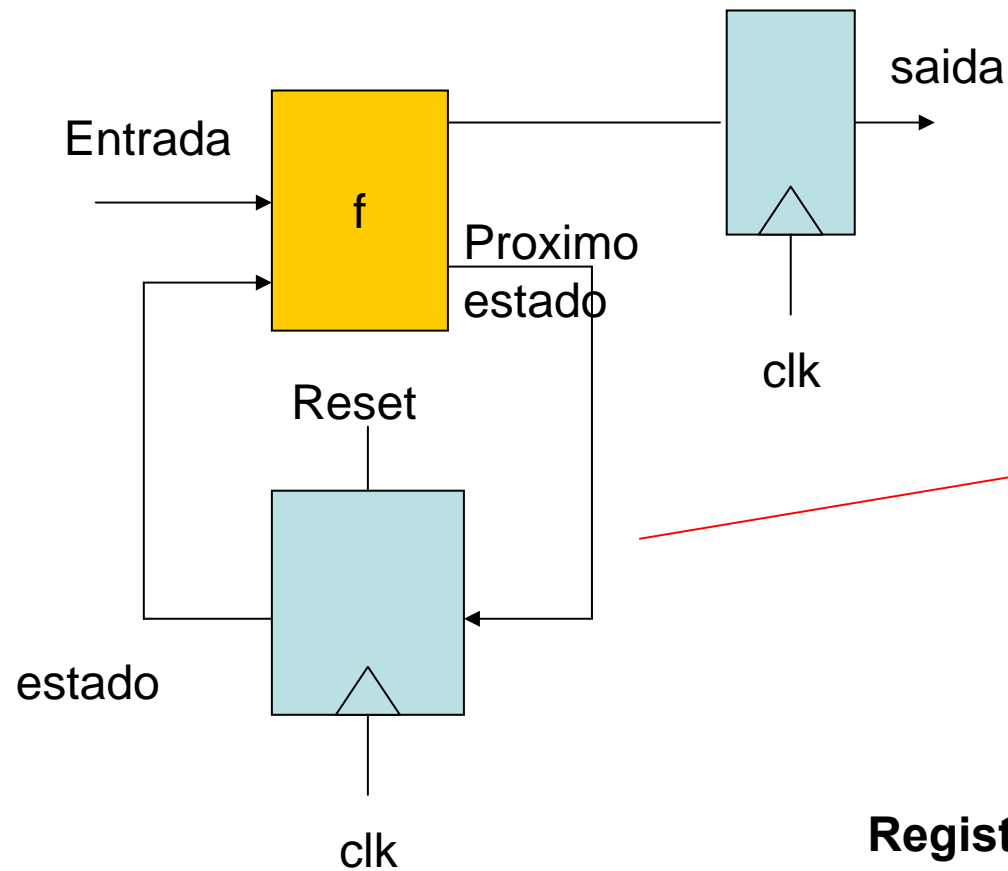 saida
Entrada
f
Proximo
estado
clk
Reset
estado
clk